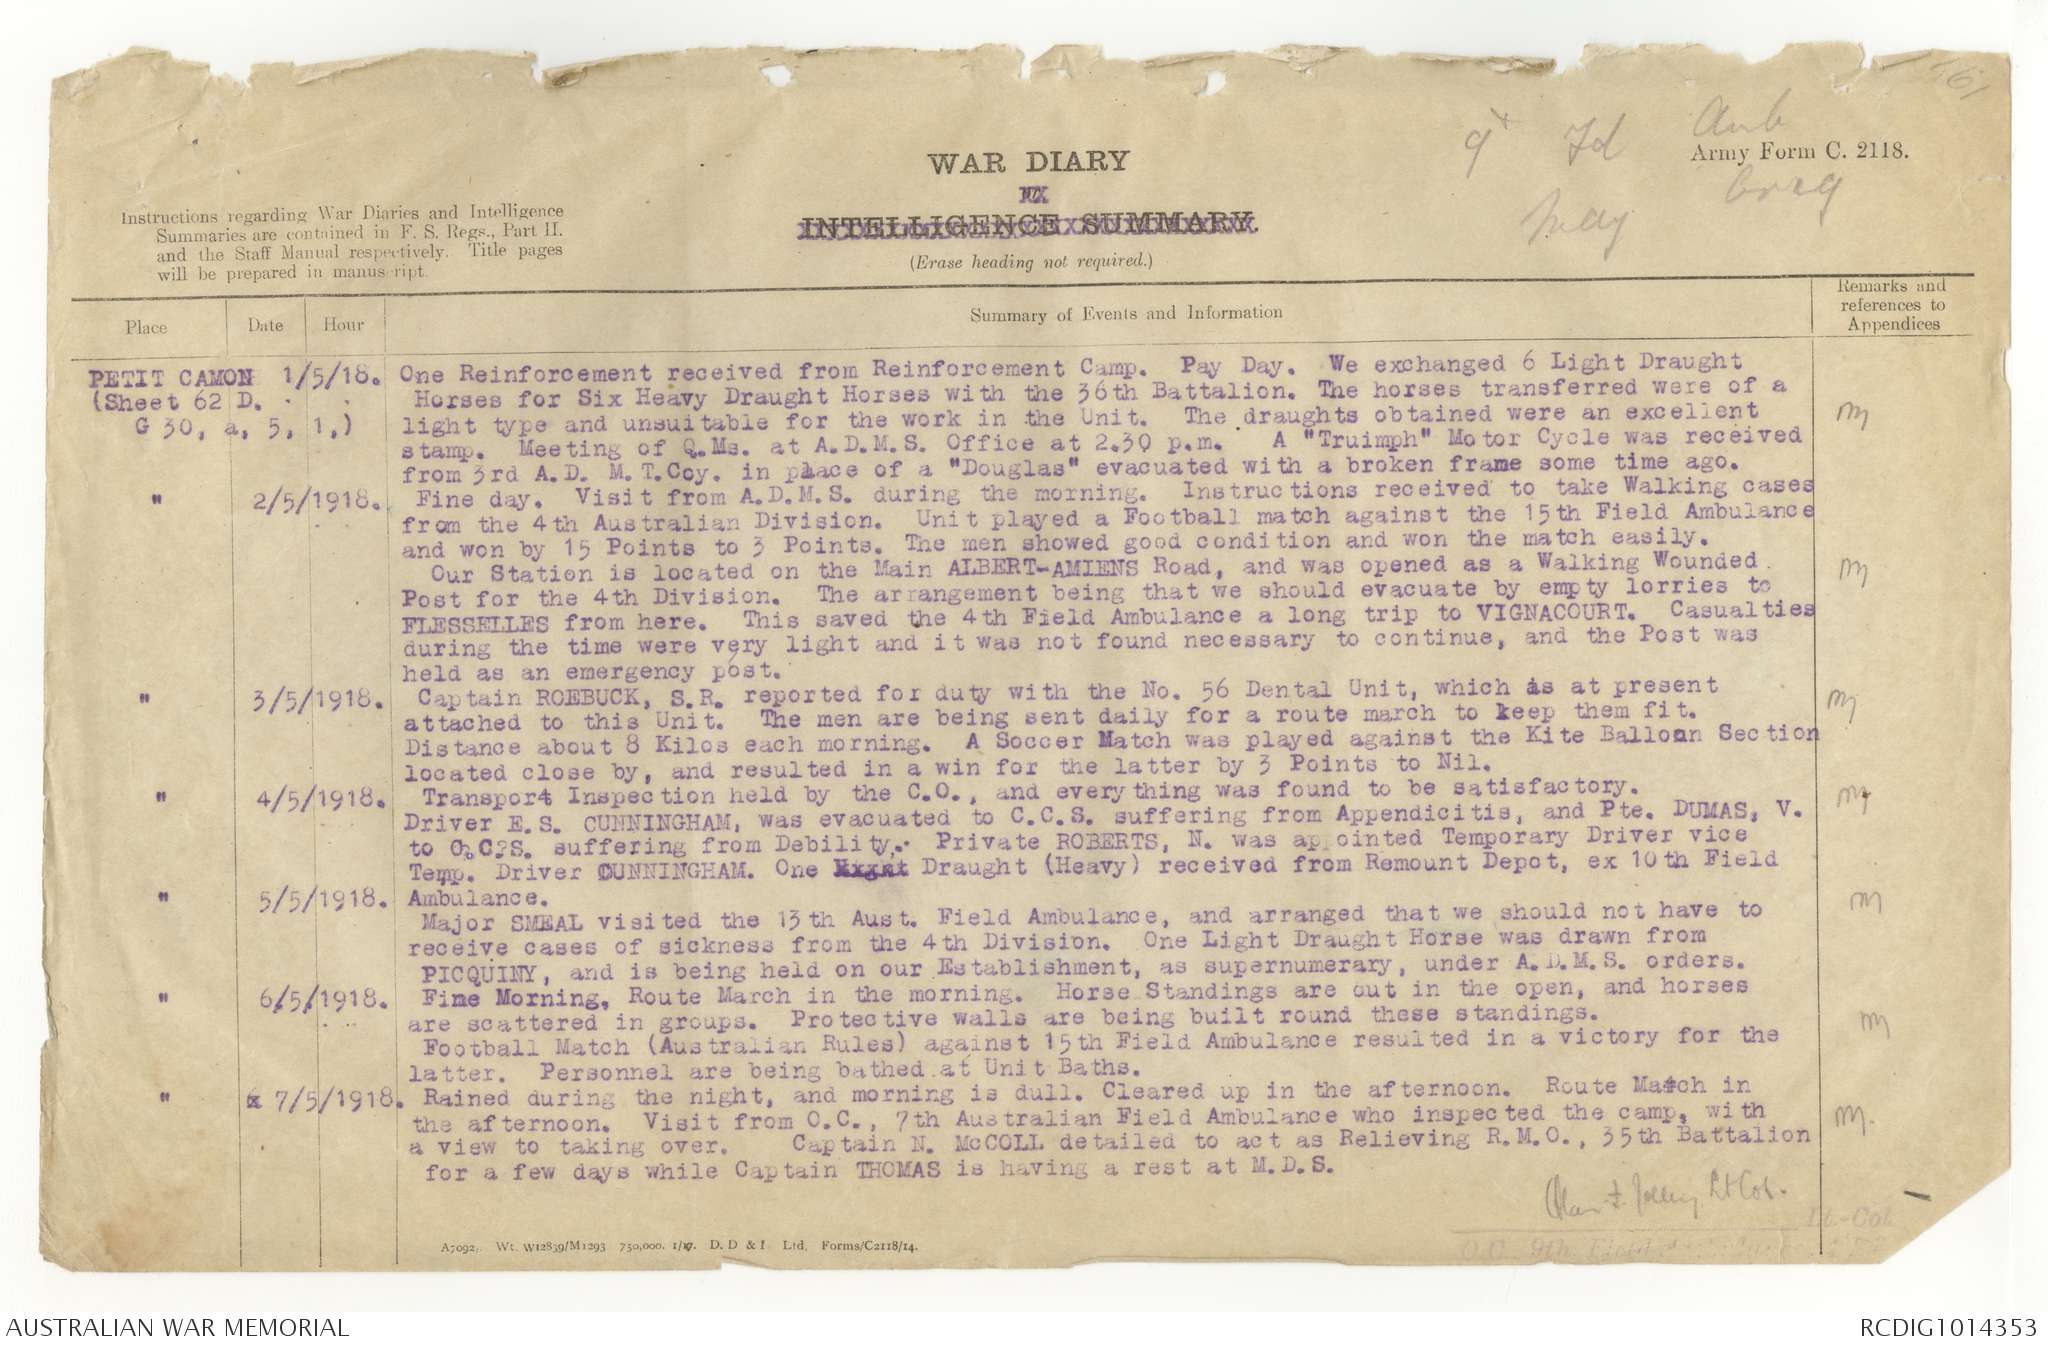 WAR DIARY
INTELLIGENCE SUMMARY.
(Erase heading not required.)
Army Form C. 2118.
9 Fd Amb
May
Instructions regarding War Diaries and Intelligence
Summaries are contained in F. S. Regs., Part II.
and the Staff Manual respectively. Title pages
will be prepared in manuscript.
Place Date Hour Summary of Events and Information Remarks and references to Appendices
PETIT CAMON 1/5/18. One Reinforcement received from Reinforcement Camp. Pay Day. We exchanged 6 Light Draught
(Sheet 62 D. Horses for Six Heavy Draught Horses with the 36th Battalion. The horses transferred were of a
G 30, a, 5, 1,) light type and unsuitable for the work in the Unit. The draughts obtained were an excellent
stamp. Meeting of Q.Ms. at A.D.M.S. Office at 2.30 p.m. A "Truimph" Motor Cycle was received
from 3rd A.D. M.T.Coy. in place of a "Douglas" evacuated with a broken frame some time ago.
" 2/5/1918. Fine day. Visit from A.D.M.S. during the morning. Instructions received to take Walking cases
from the 4th Australian Division. Unit played a Football match against the 15th Field Ambulance
and won by 15 Points to 3 Points. The men showed good condition and won the match easily.
Our Station is located on the Main ALBERT-AMIENS Road, and was opened as a Walking Wounded
Post for the 4th Division. The arrangement being that we should evacuate by empty lorries to
FLESSELLES from here. This saved the 4th Field Ambulance a long trip to VIGNACOURT. Casualties
during the time were very light and it was not found necessary to continue, and the Post was
held as an emergency post.
" 3/5/1918. Captain ROEBUCK, S.R. reported for duty with the No. 56 Dental Unit, which is at present
attached to this Unit. The men are being sent daily for a route march to keep them fit.
Distance about 8 Kilos each morning. A Soccer Match was played against the Kite Balloon Section
located close by, and resulted in a win for the latter by 3 Points to Nil.
" 4/5/1918. Transport Inspection held by the C.O., and everything was found to be satisfactory.
Driver E.S. CUNNINGHAM, was evacuated to C.C.S. suffering from Appendicitis, and Pte. DUMAS, V.
to C.C.S. suffering from Debility. Private ROBERTS, N. was appointed Temporary Driver vice
Temp. Driver CUNNINGHAM. One Draught (Heavy) received from Remount Depot, ex 10th Field
" 5/5/1918. Ambulance.
Major SMEAL visited the 13th Aust. Field Ambulance, and arranged that we should not have to
receive cases of sickness from the 4th Division. One Light Draught Horse was drawn from
PICQUINY, and is being held on our Establishment, as supernumerary, under A.D.M.S. orders.
" 6/5/1918. Fine Morning, Route March in the morning. Horse Standings are out in the open, and horses
are scattered in groups. Protective walls are being built round these standings.
Football Match (Australian Rules) against 15th Field Ambulance resulted in a victory for the
latter. Personnel are being bathed at Unit Baths.
" 7/5/1918. Rained during the night, and morning is dull. Cleared up in the afternoon. Route March in
the afternoon. Visit from O.C., 7th Australian Field Ambulance who inspected the camp, with
a view to taking over. Captain N. McCOLL detailed to act as Relieving R.M.O., 35th Battalion
for a few days while Captain THOMAS is having a rest at M.D.S.
Lt Col.
Lt.-Col
O.C. 9th Field
A7092. Wt. W12839/M1293 750,000. 1/17. D. D & L Ltd. Forms/C2118/14.
AUSTRALIAN WAR MEMORIAL RCDIG1014353